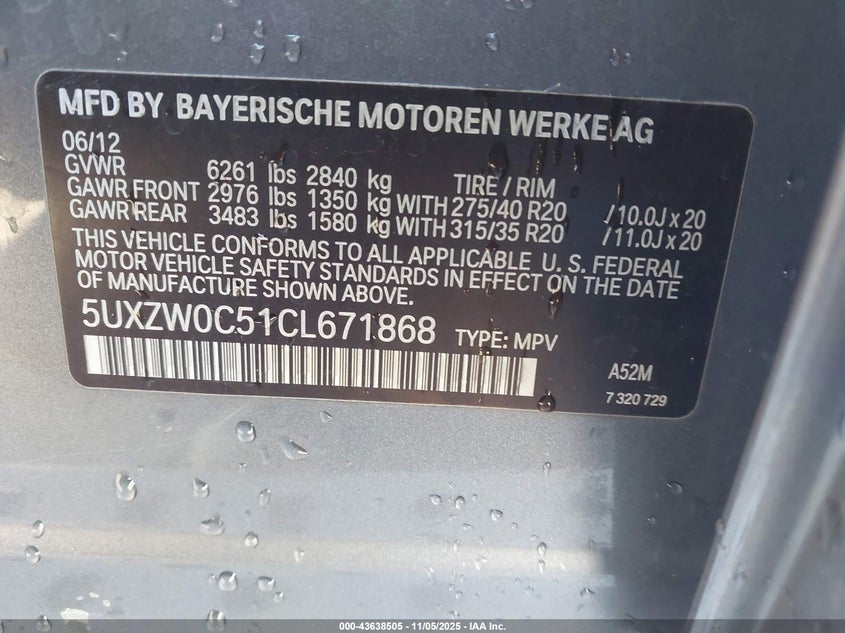 MFD BY BAYERISCHE MOTOREN WERKE AG
06/12
GVWR 6261 lbs 2840 kg TIRE / RIM
GAWR FRONT 2976 lbs 1350 kg WITH 275/40 R20 /10.0J x 20
GAWR REAR 3483 lbs 1580 kg WITH 315/35 R20 /11.0J x 20
THIS VEHICLE CONFORMS TO ALL APPLICABLE U. S. FEDERAL
MOTOR VEHICLE SAFETY STANDARDS IN EFFECT ON THE DATE
OF MANUFACTURE SHOWN ABOVE.
5UXZW0C51CL671868 TYPE: MPV
A52M
7 320 729
000-43638505 - 11/05/2025 - IAA Inc.